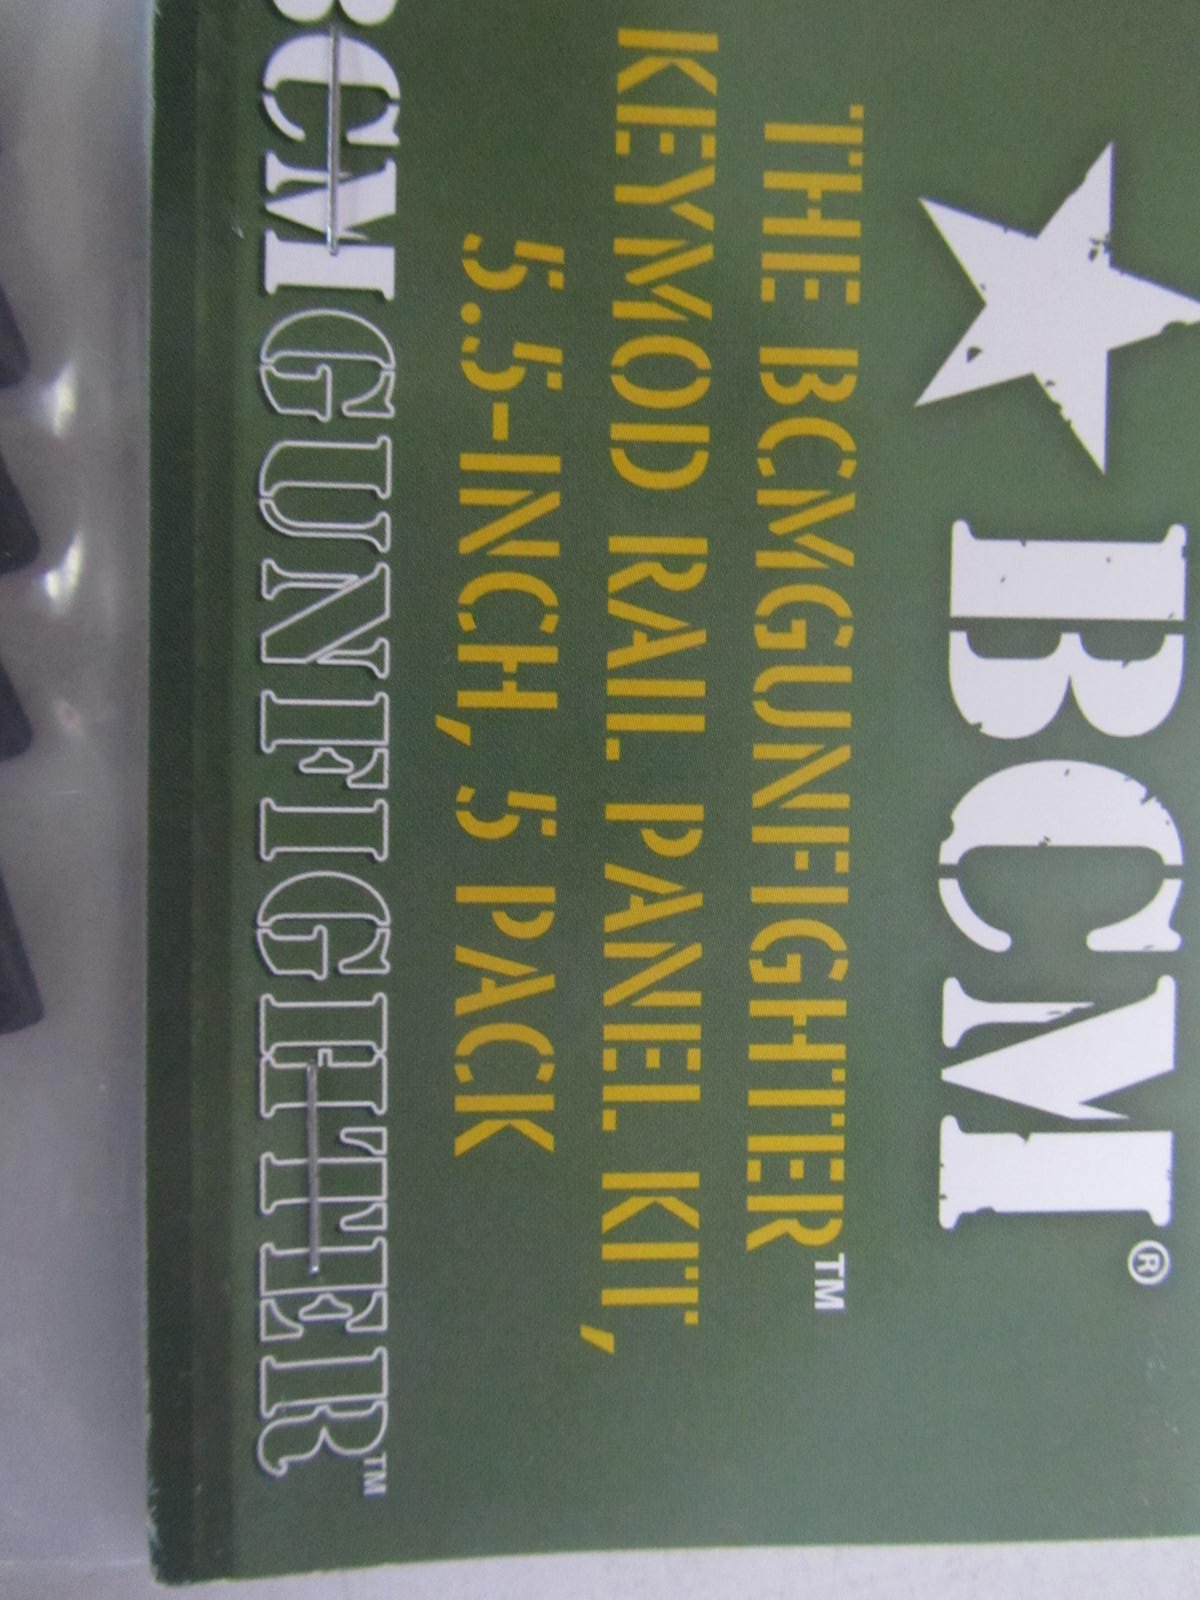 BCM®
THE BCMGUNFIGHTER™
KEYMOD RAIL PANEL KIT,
5.5-INCH, 5 PACK
BCMGUNFIGHTER™